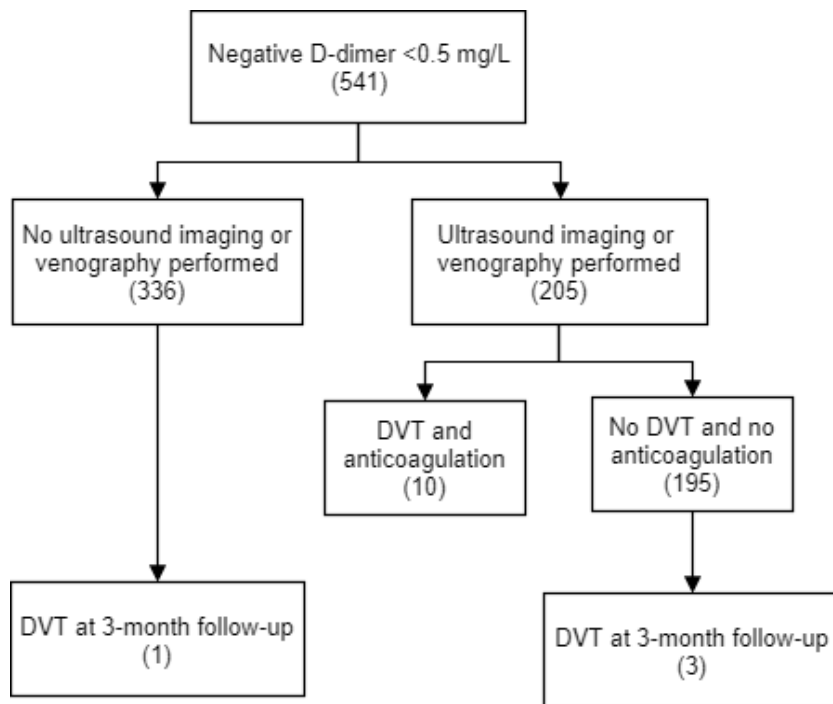 Negative D-dimer <0.5 mg/L
(541)
No ultrasound imaging or
venography performed
(336)
Ultrasound imaging or
venography performed
(205)
DVT and
anticoagulation
(10)
No DVT and no
anticoagulation
(195)
DVT at 3-month follow-up
(1)
DVT at 3-month follow-up
(3)